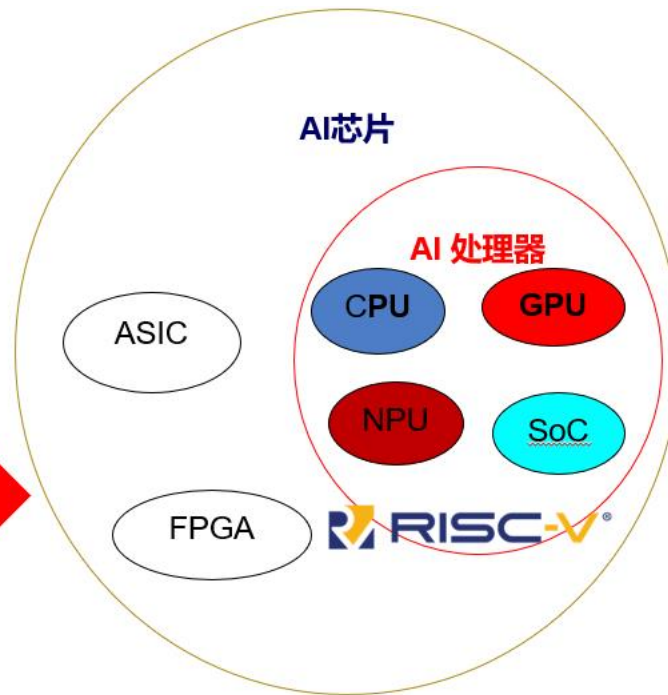 AI芯片
AI 处理器
CPU
GPU
ASIC
NPU
SoC
FPGA
RISC-V®